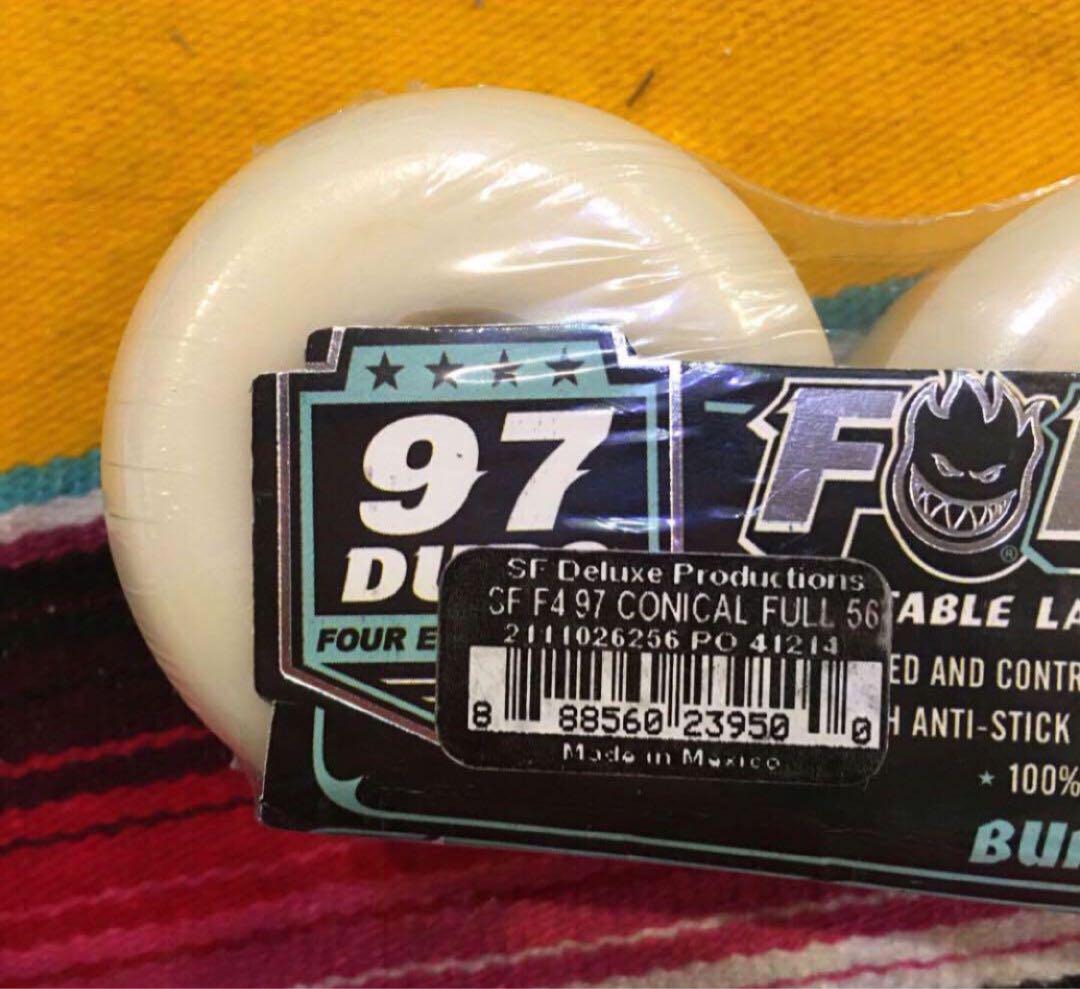 97
DU
FOUR E
F
®
TABLE LA
ED AND CONTR
H ANTI-STICK
★ 100%
BU
SF Deluxe Productions
SF F4 97 CONICAL FULL 56
2111026256 PO 41214
8 88560 23950 0
Made in Mexico